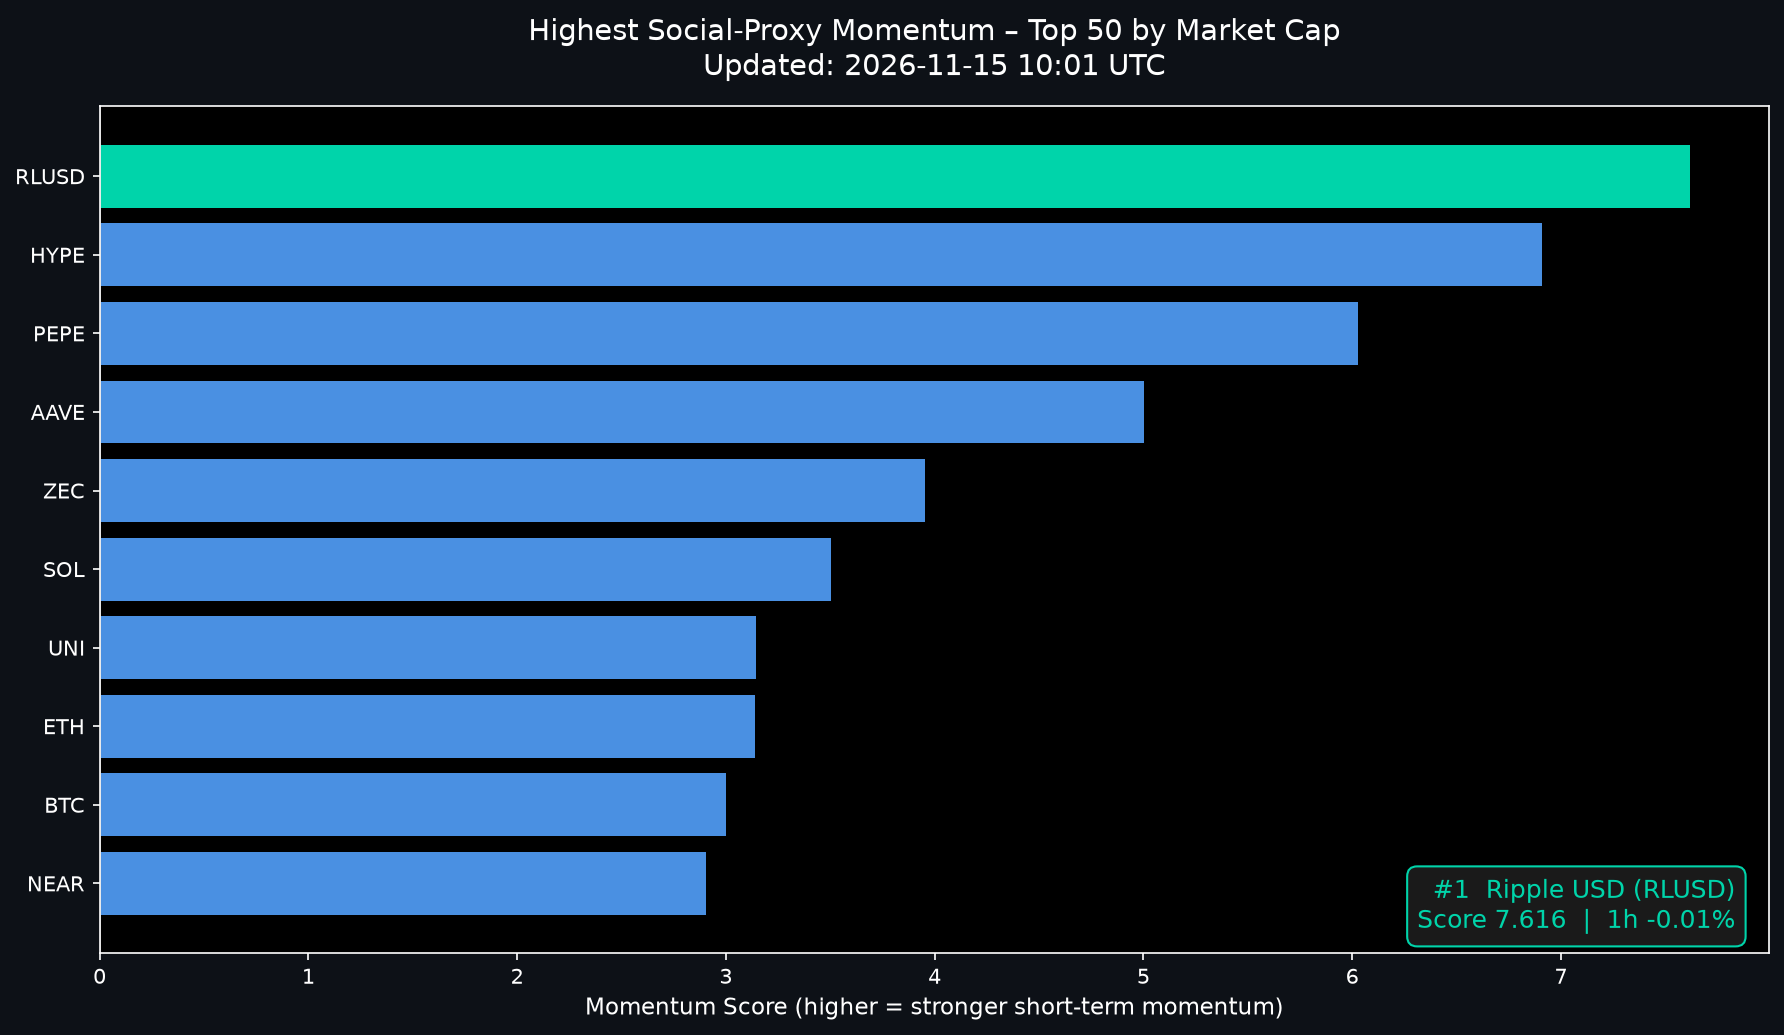 Highest Social-Proxy Momentum – Top 50 by Market Cap
Updated: 2026-11-15 10:01 UTC
RLUSD
HYPE
PEPE
AAVE
ZEC
SOL
UNI
ETH
BTC
NEAR
#1  Ripple USD (RLUSD)
Score 7.616  |  1h -0.01%
0 1 2 3 4 5 6 7
Momentum Score (higher = stronger short-term momentum)